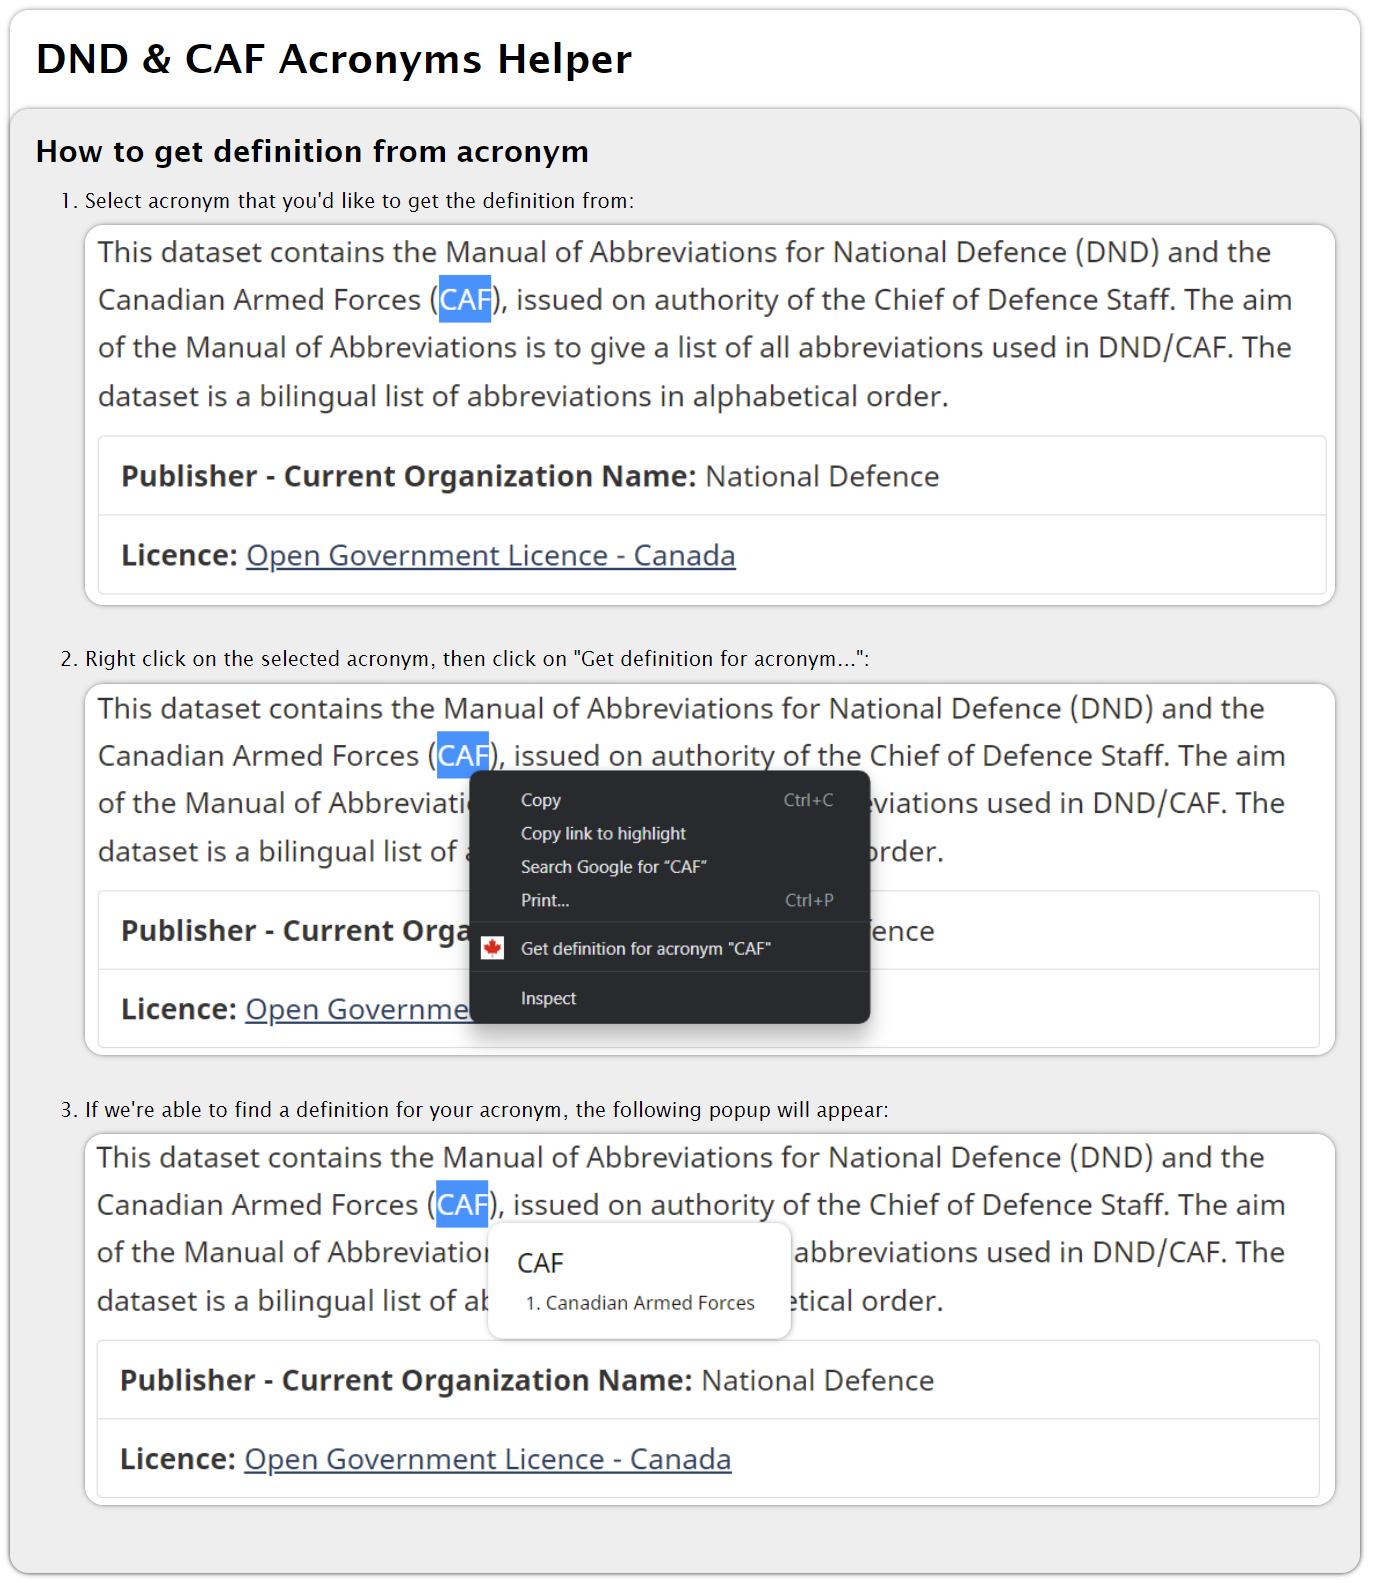 DND & CAF Acronyms Helper
How to get definition from acronym
1. Select acronym that you'd like to get the definition from:
This dataset contains the Manual of Abbreviations for National Defence (DND) and the
Canadian Armed Forces (CAF), issued on authority of the Chief of Defence Staff. The aim
of the Manual of Abbreviations is to give a list of all abbreviations used in DND/CAF. The
dataset is a bilingual list of abbreviations in alphabetical order.
Publisher - Current Organization Name: National Defence
Licence: Open Government Licence - Canada
2. Right click on the selected acronym, then click on "Get definition for acronym...":
This dataset contains the Manual of Abbreviations for National Defence (DND) and the
Canadian Armed Forces (CAF), issued on authority of the Chief of Defence Staff. The aim
of the Manual of Abbreviati eviations used in DND/CAF. The
dataset is a bilingual list of order.
Publisher - Current Orga ence
Licence: Open Governme
Copy Ctrl+C
Copy link to highlight
Search Google for “CAF”
Print... Ctrl+P
Get definition for acronym "CAF"
Inspect
3. If we're able to find a definition for your acronym, the following popup will appear:
This dataset contains the Manual of Abbreviations for National Defence (DND) and the
Canadian Armed Forces (CAF), issued on authority of the Chief of Defence Staff. The aim
of the Manual of Abbreviation abbreviations used in DND/CAF. The
dataset is a bilingual list of ab etical order.
CAF
1. Canadian Armed Forces
Publisher - Current Organization Name: National Defence
Licence: Open Government Licence - Canada